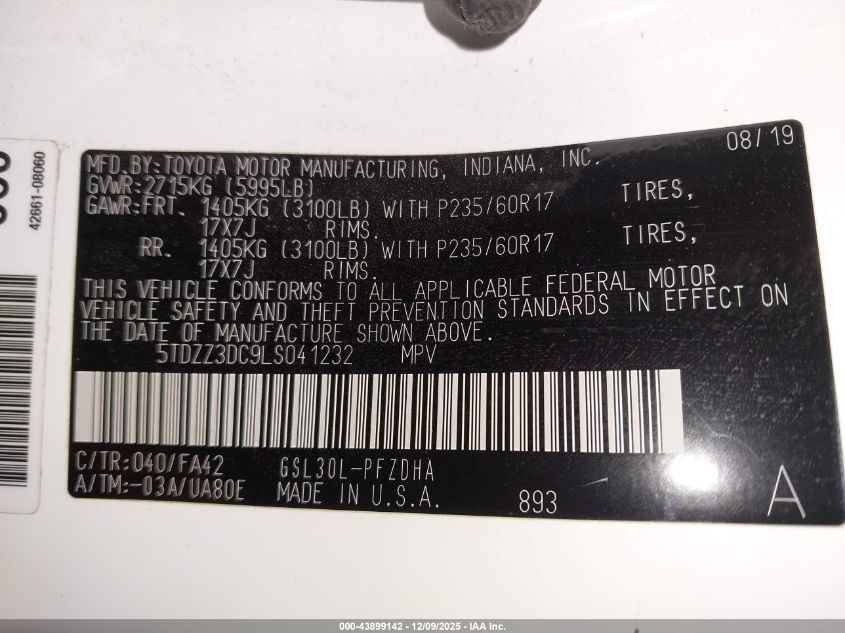 MFD. BY: TOYOTA MOTOR MANUFACTURING, INDIANA, INC. 08/19
GVWR: 2715KG (5995LB)
GAWR: FRT. 1405KG (3100LB) WITH P235/60R17 TIRES,
17X7J RIMS.
RR. 1405KG (3100LB) WITH P235/60R17 TIRES,
17X7J RIMS.
THIS VEHICLE CONFORMS TO ALL APPLICABLE FEDERAL MOTOR
VEHICLE SAFETY AND THEFT PREVENTION STANDARDS IN EFFECT ON
THE DATE OF MANUFACTURE SHOWN ABOVE.
5TDZZ3DC9LS041232 MPV
C/TR: 040/FA42 GSL30L-PFZDHA
A/TM: -03A/UA80E MADE IN U.S.A. 893 A
42661-08060
000-43899142 - 12/09/2025 - IAA Inc.